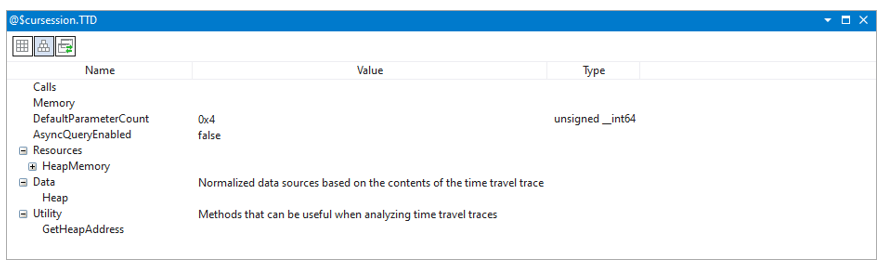 @$cursession.TTD
Name Value Type
Calls
Memory
DefaultParameterCount 0x4 unsigned __int64
AsyncQueryEnabled false
Resources
HeapMemory
Data Normalized data sources based on the contents of the time travel trace
Heap
Utility Methods that can be useful when analyzing time travel traces
GetHeapAddress